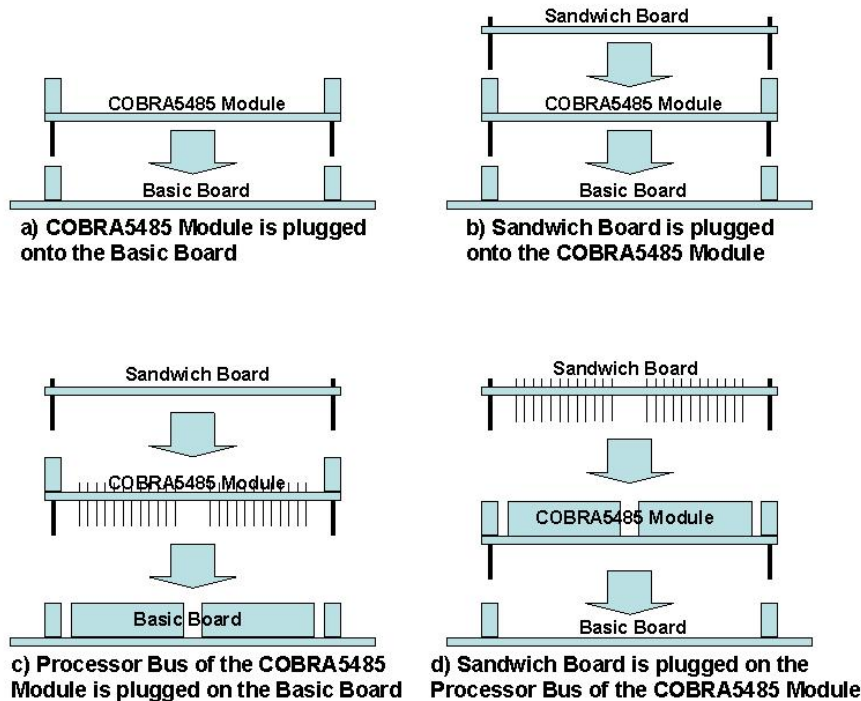 COBRA5485 Module
Basic Board
a) COBRA5485 Module is plugged
onto the Basic Board
Sandwich Board
COBRA5485 Module
Basic Board
b) Sandwich Board is plugged
onto the COBRA5485 Module
Sandwich Board
COBRA5485 Module
Basic Board
c) Processor Bus of the COBRA5485
Module is plugged on the Basic Board
Sandwich Board
COBRA5485 Module
Basic Board
d) Sandwich Board is plugged on the
Processor Bus of the COBRA5485 Module